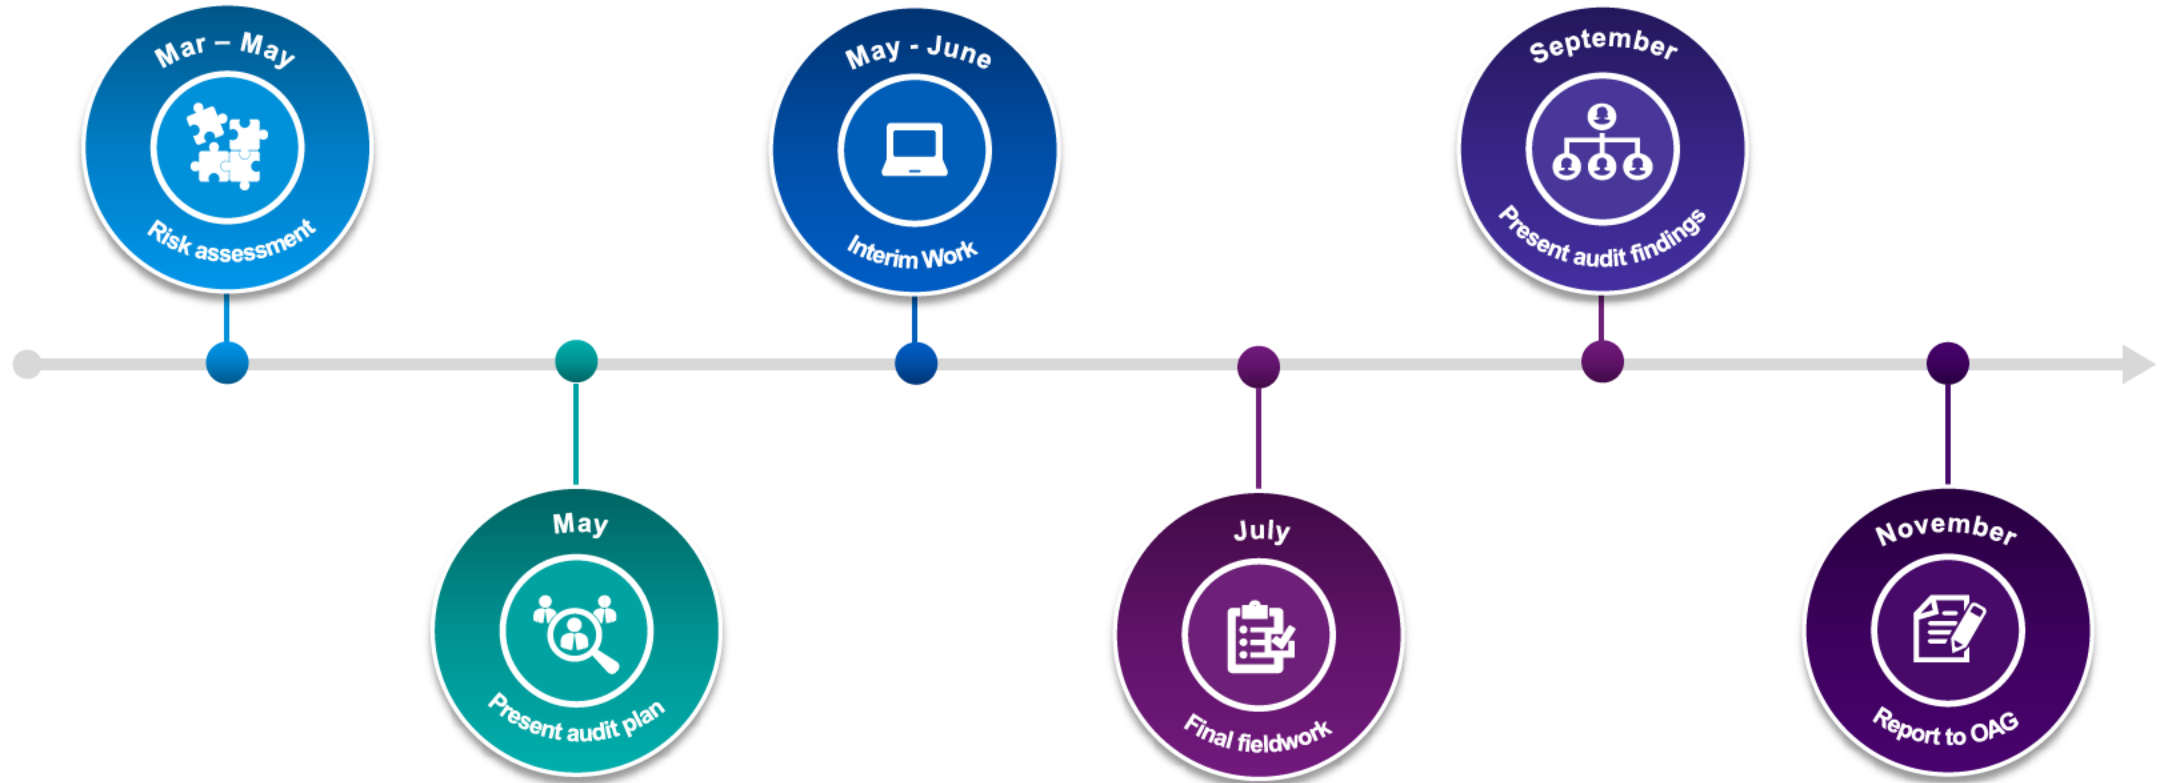 Mar – May
Risk assessment
May
Present audit plan
May - June
Interim Work
July
Final fieldwork
September
Present audit findings
November
Report to OAG